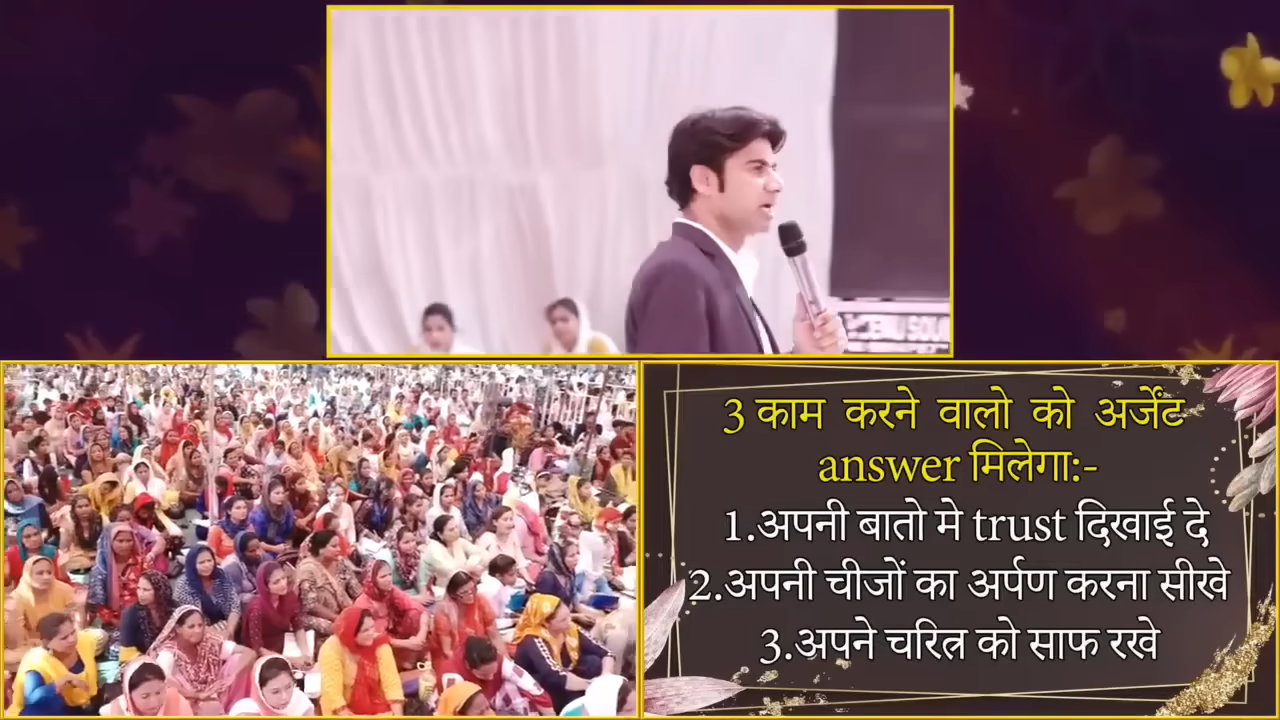 3 काम करने वालो को अर्जेंट
answer मिलेगा:-
1.अपनी बातो मे trust दिखाई दे
2.अपनी चीजों का अर्पण करना सीखे
3.अपने चरित्र को साफ रखे